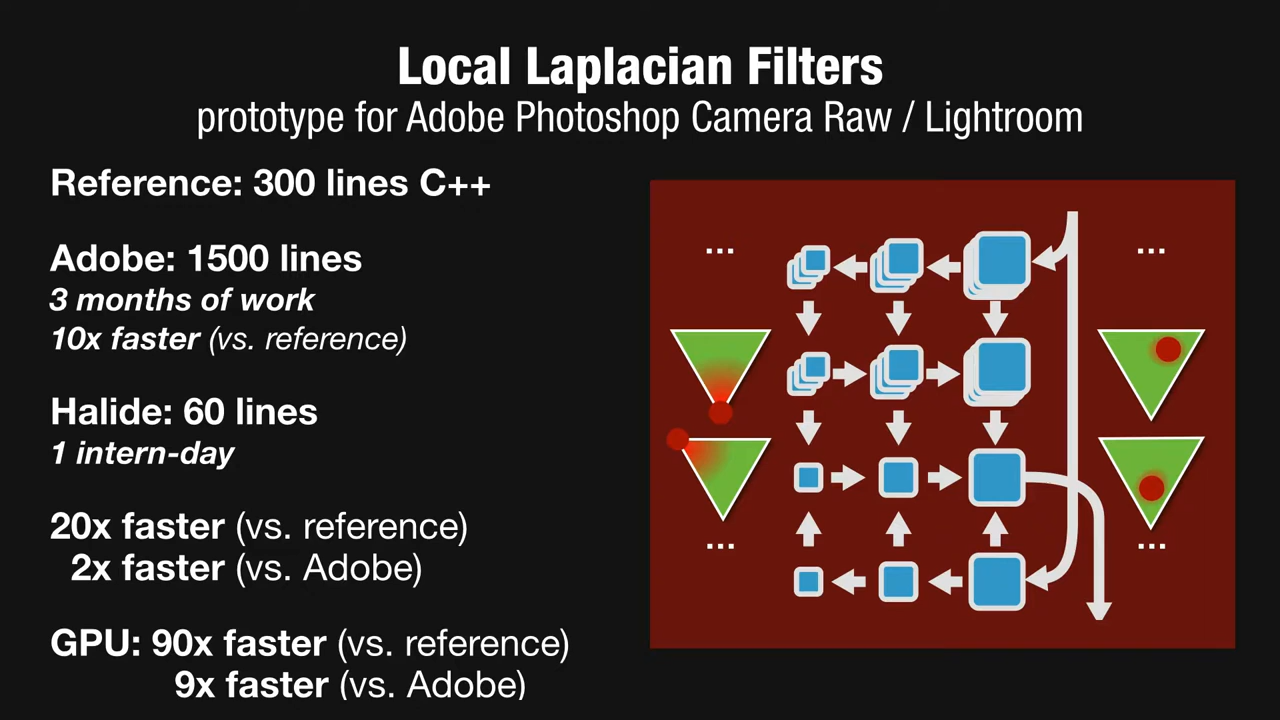 Local Laplacian Filters
prototype for Adobe Photoshop Camera Raw / Lightroom
Reference: 300 lines C++
Adobe: 1500 lines
3 months of work
10x faster (vs. reference)
Halide: 60 lines
1 intern-day
20x faster (vs. reference)
2x faster (vs. Adobe)
GPU: 90x faster (vs. reference)
9x faster (vs. Adobe)
...
...
...
...